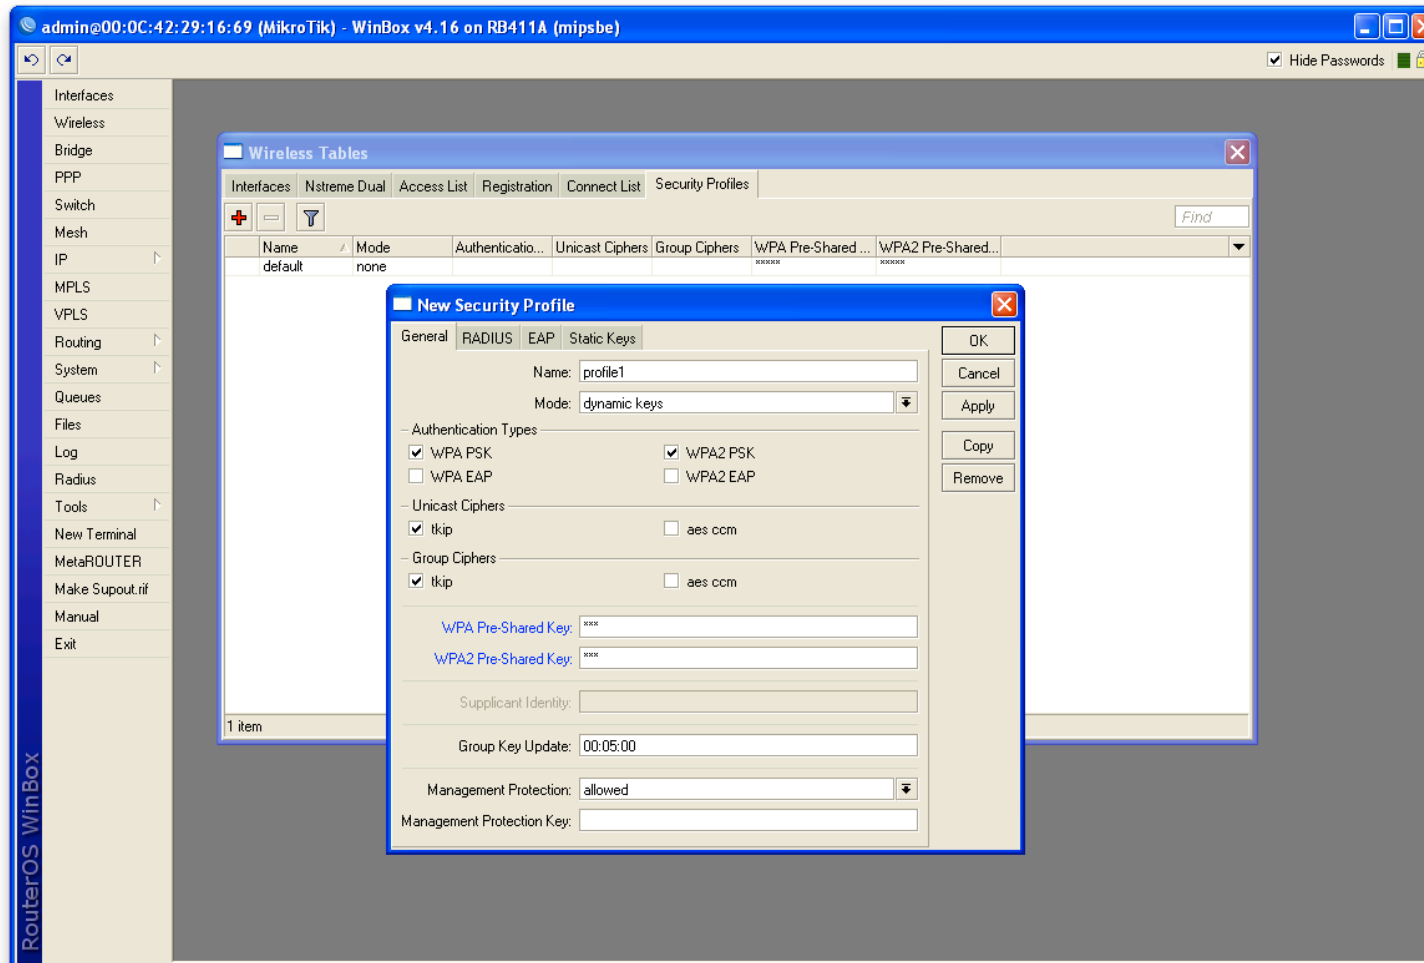 admin@00:0C:42:29:16:69 (MikroTik) - WinBox v4.16 on RB411A (mipsbe)
Hide Passwords
Interfaces
Wireless
Bridge
PPP
Switch
Mesh
IP
MPLS
VPLS
Routing
System
Queues
Files
Log
Radius
Tools
New Terminal
MetaROUTER
Make Supout.rif
Manual
Exit
RouterOS WinBox
Wireless Tables
Interfaces Nstreme Dual Access List Registration Connect List Security Profiles
Find
Name Mode Authenticatio... Unicast Ciphers Group Ciphers WPA Pre-Shared ... WPA2 Pre-Shared...
default none ***** *****
1 item
New Security Profile
General RADIUS EAP Static Keys
Name: profile1
Mode: dynamic keys
Authentication Types
WPA PSK WPA2 PSK
WPA EAP WPA2 EAP
Unicast Ciphers
tkip aes ccm
Group Ciphers
tkip aes ccm
WPA Pre-Shared Key: ***
WPA2 Pre-Shared Key: ***
Supplicant Identity:
Group Key Update: 00:05:00
Management Protection: allowed
Management Protection Key:
OK
Cancel
Apply
Copy
Remove